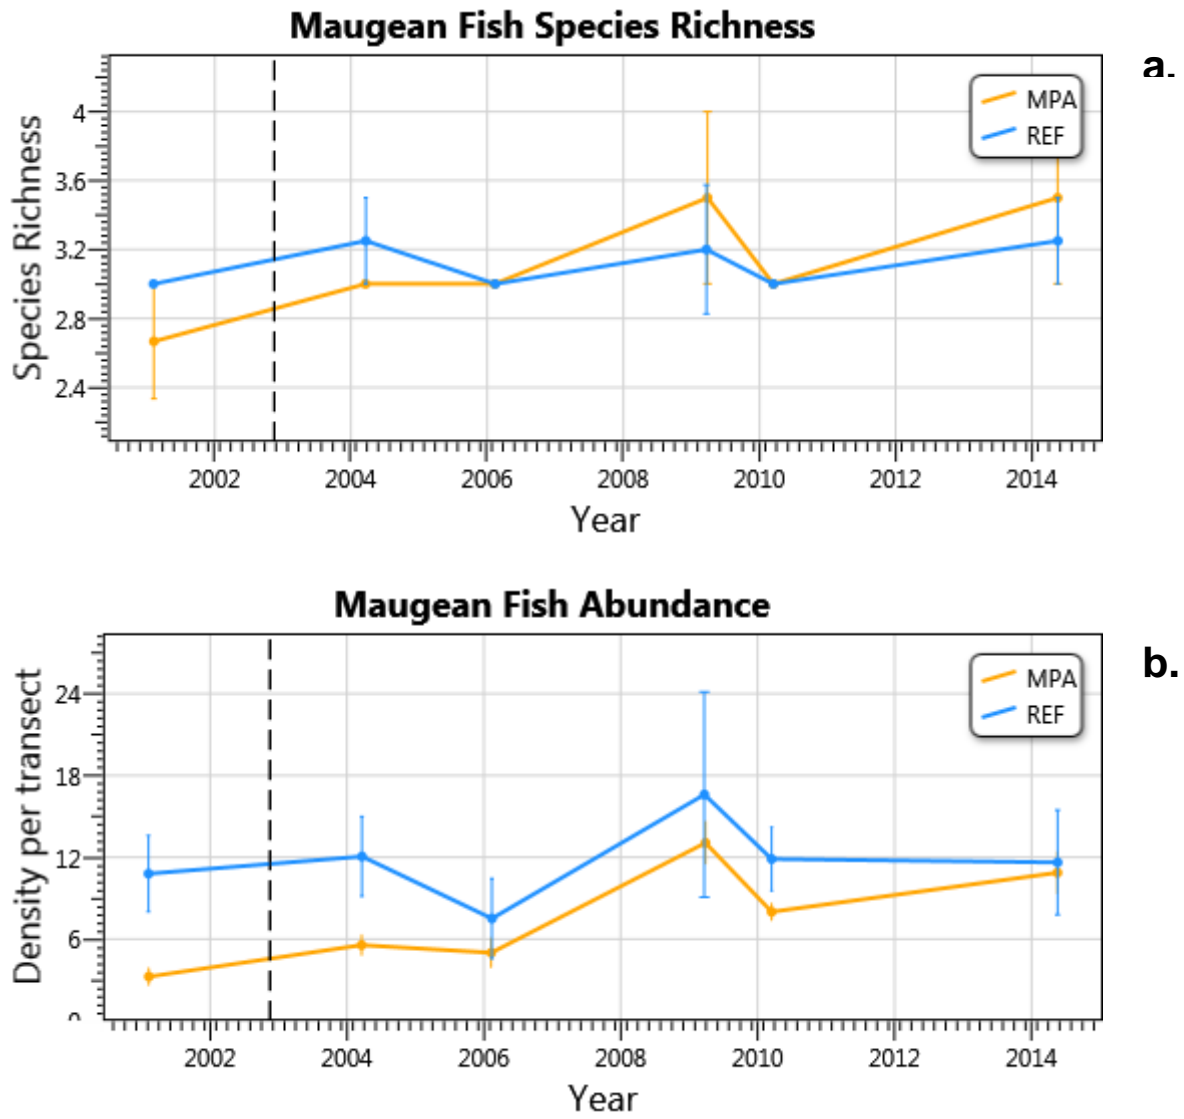 Maugean Fish Species Richness
a.
MPA
REF
Species Richness
4
3.6
3.2
2.8
2.4
2002 2004 2006 2008 2010 2012 2014
Year
Maugean Fish Abundance
b.
MPA
REF
Density per transect
24
18
12
6
0
2002 2004 2006 2008 2010 2012 2014
Year